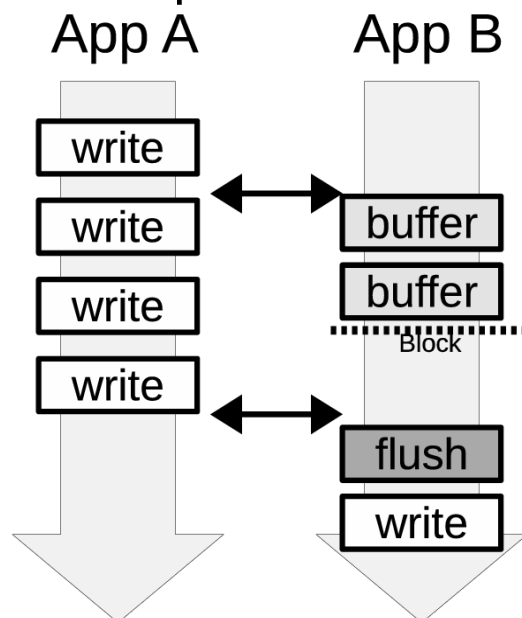 App A
App B
write
write
write
write
buffer
buffer
Block
flush
write